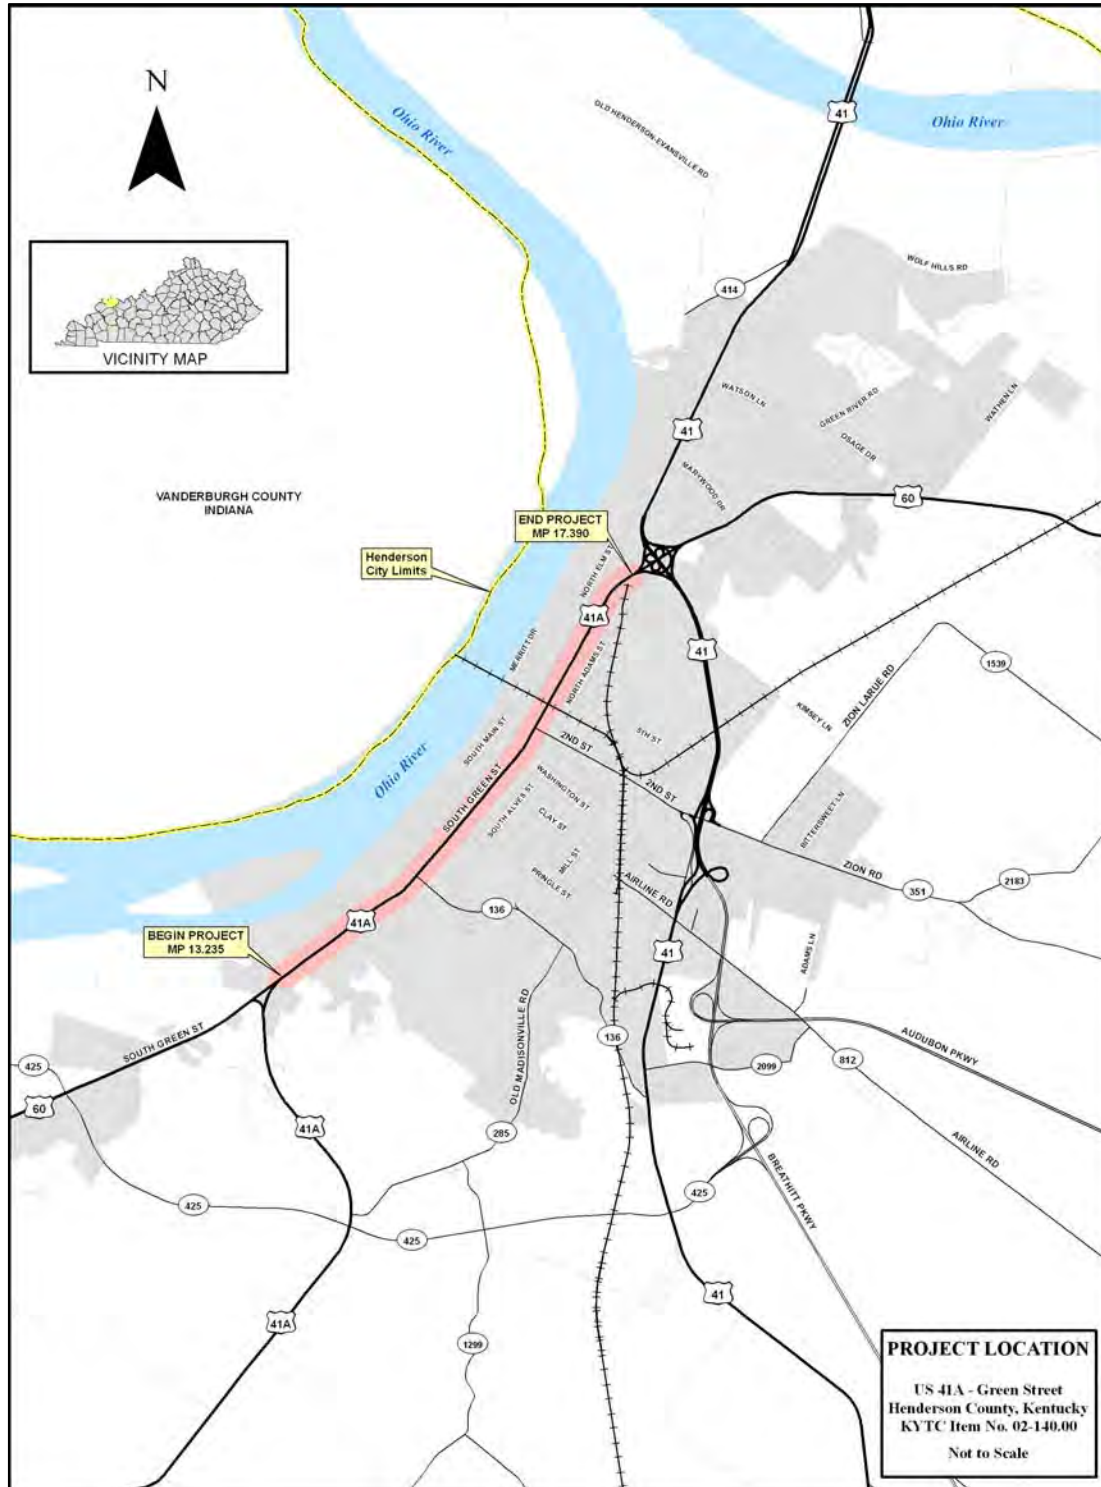 N
VICINITY MAP
Ohio River
OLD HENDERSON-EVANSVILLE RD
41
Ohio River
WOLF HILLS RD
414
WATSON LN
GREEN RIVER RD
WATHEN LN
OSAGE DR
41
MARYWOOD DR
60
VANDERBURGH COUNTY
INDIANA
END PROJECT
MP 17.390
Henderson
City Limits
NORTH ELM ST
41A
MERRITT DR
NORTH ADAMS ST
41
1539
ZION LARUE RD
KIMSEY LN
5TH ST
2ND ST
SOUTH MAIN ST
Ohio River
SOUTH GREEN ST
WASHINGTON ST
SOUTH ALVES ST
CLAY ST
2ND ST
BITTERSWEET LN
MILL ST
PRINGLE ST
AIRLINE RD
ZION RD
351
2183
136
41A
BEGIN PROJECT
MP 13.235
41
ADAMS LN
OLD MADISONVILLE RD
SOUTH GREEN ST
136
AUDUBON PKWY
425
2099
812
60
41A
285
AIRLINE RD
BREATHITT PKWY
425
425
425
41
41A
1299
PROJECT LOCATION
US 41A - Green Street
Henderson County, Kentucky
KYTC Item No. 02-140.00
Not to Scale